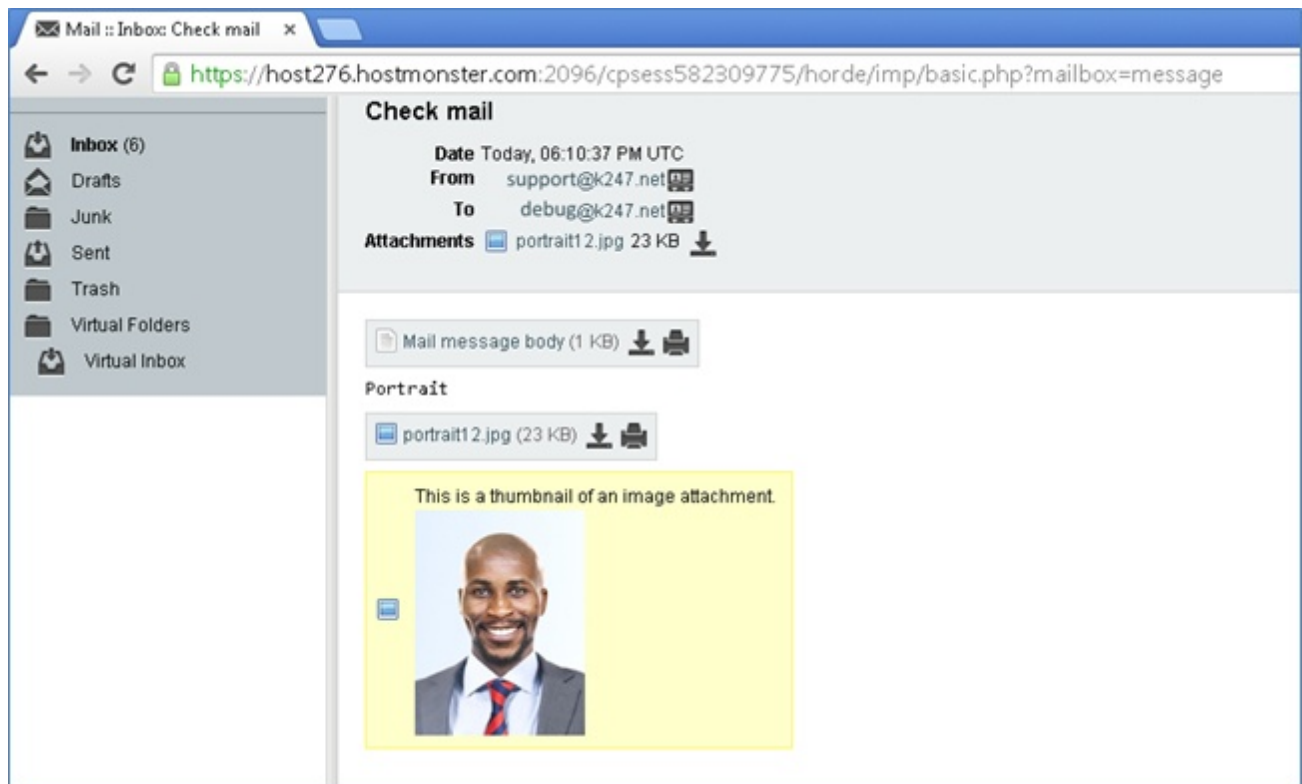 Mail :: Inbox: Check mail
https://host276.hostmonster.com:2096/cpsess582309775/horde/imp/basic.php?mailbox=message
Inbox (6)
Drafts
Junk
Sent
Trash
Virtual Folders
Virtual Inbox
Check mail
Date Today, 06:10:37 PM UTC
From support@k247.net
To debug@k247.net
Attachments portrait12.jpg 23 KB
Mail message body (1 KB)
Portrait
portrait12.jpg (23 KB)
This is a thumbnail of an image attachment.